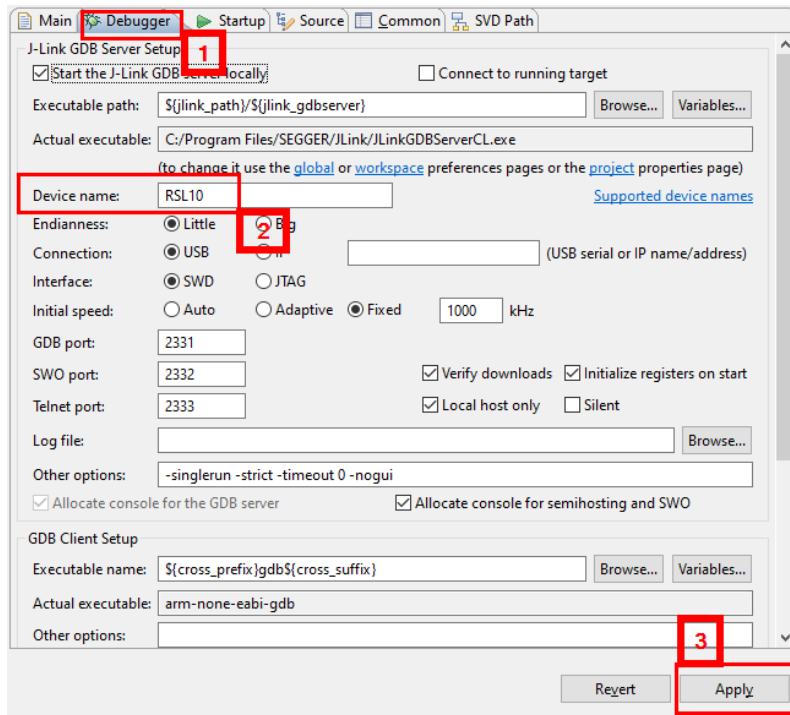 Main Debugger Startup Source Common SVD Path
1
J-Link GDB Server Setup
Start the J-Link GDB server locally Connect to running target
Executable path: ${jlink_path}/${jlink_gdbserver} Browse... Variables...
Actual executable: C:/Program Files/SEGGER/JLink/JLinkGDBServerCL.exe
(to change it use the global or workspace preferences pages or the project properties page)
Device name: RSL10 Supported device names
Endianness: Little Big
2
Connection: USB IP (USB serial or IP name/address)
Interface: SWD JTAG
Initial speed: Auto Adaptive Fixed 1000 kHz
GDB port: 2331
SWO port: 2332 Verify downloads Initialize registers on start
Telnet port: 2333 Local host only Silent
Log file: Browse...
Other options: -singlerun -strict -timeout 0 -nogui
Allocate console for the GDB server Allocate console for semihosting and SWO
GDB Client Setup
Executable name: ${cross_prefix}gdb${cross_suffix} Browse... Variables...
Actual executable: arm-none-eabi-gdb
Other options:
3
Revert Apply